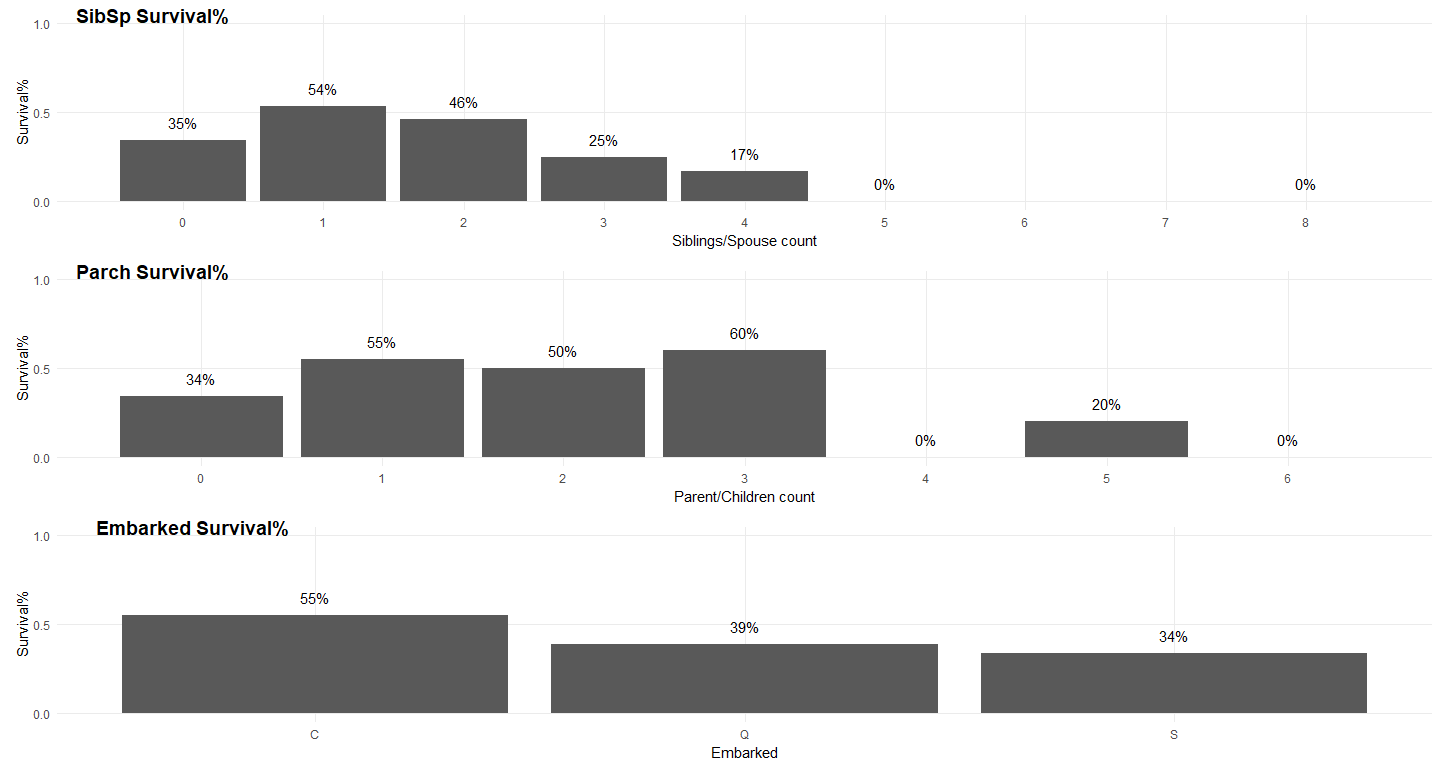 SibSp Survival%
1.0
0.5
0.0
Survival%
35%
54%
46%
25%
17%
0%
0%
0 1 2 3 4 5 6 7 8
Siblings/Spouse count
Parch Survival%
1.0
0.5
0.0
Survival%
34%
55%
50%
60%
0%
20%
0%
0 1 2 3 4 5 6
Parent/Children count
Embarked Survival%
1.0
0.5
0.0
Survival%
55%
39%
34%
C Q S
Embarked